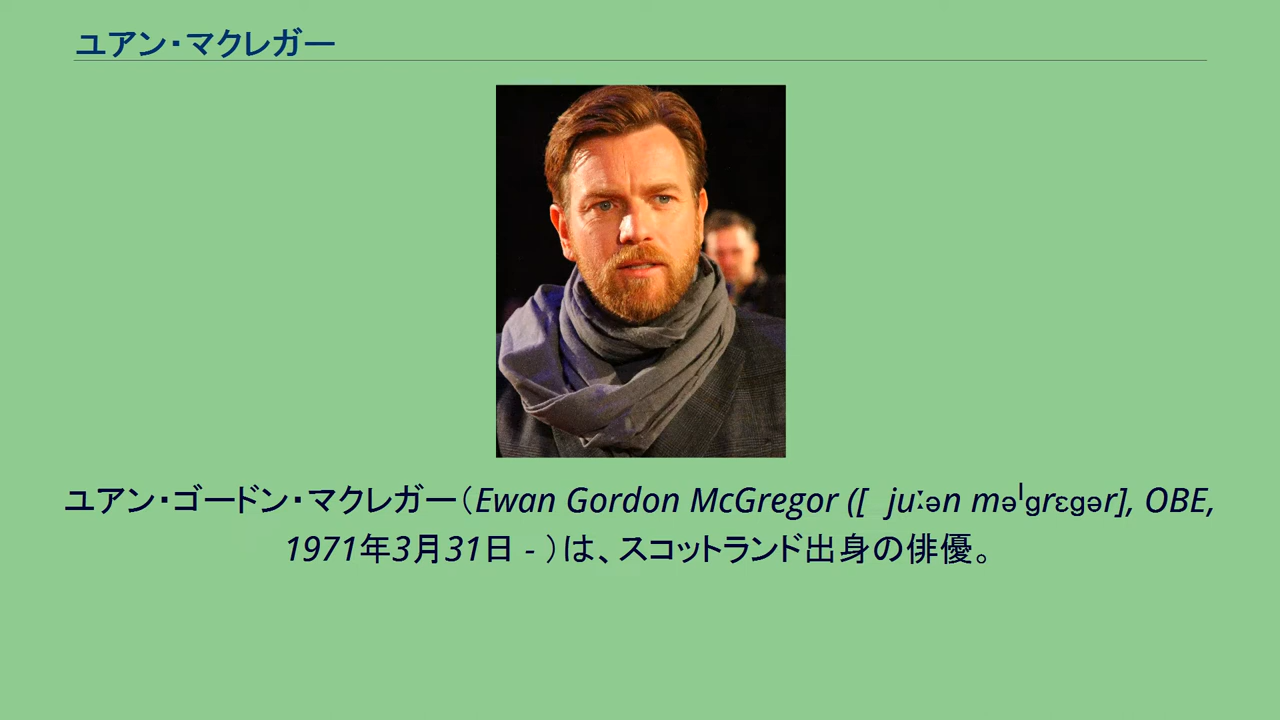 ユアン・マクレガー
ユアン・ゴードン・マクレガー（Ewan Gordon McGregor ([ juːən məˈɡrɛɡər], OBE,
1971年3月31日 - ）は、スコットランド出身の俳優。